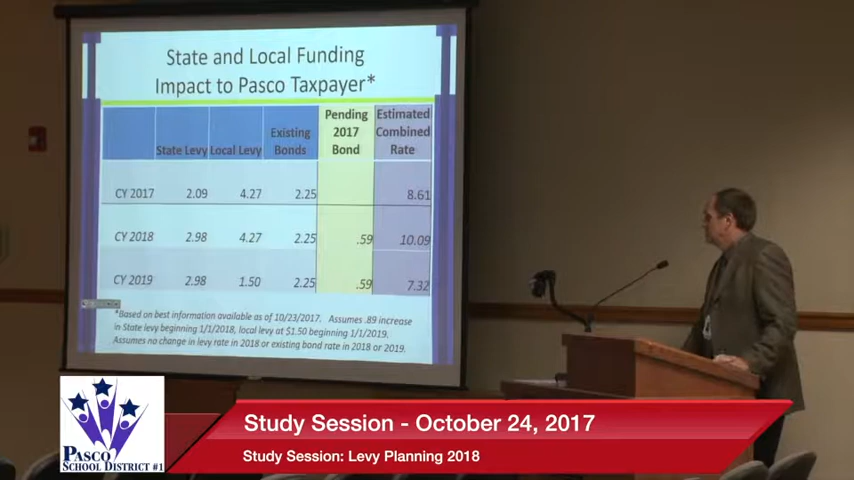 State and Local Funding
Impact to Pasco Taxpayer*
State Levy Local Levy Existing Bonds Pending 2017 Bond Estimated Combined Rate
CY 2017 2.09 4.27 2.25 8.61
CY 2018 2.98 4.27 2.25 .59 10.09
CY 2019 2.98 1.50 2.25 .59 7.32
*Based on best information available as of 10/23/2017. Assumes .89 increase
in State levy beginning 1/1/2018, local levy at $1.50 beginning 1/1/2019.
Assumes no change in levy rate in 2018 or existing bond rate in 2018 or 2019.
Study Session - October 24, 2017
Study Session: Levy Planning 2018
PASCO
SCHOOL DISTRICT #1